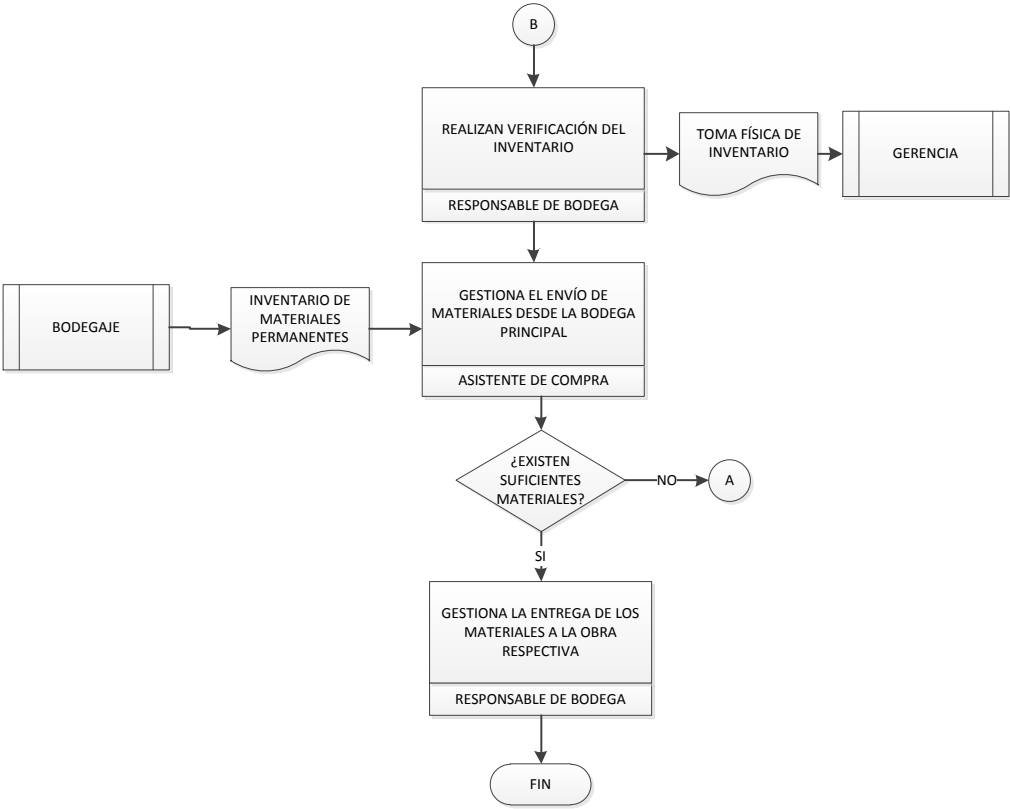 B
REALIZAN VERIFICACIÓN DEL
INVENTARIO
RESPONSABLE DE BODEGA
TOMA FÍSICA DE
INVENTARIO
GERENCIA
BODEGAJE
INVENTARIO DE
MATERIALES
PERMANENTES
GESTIONA EL ENVÍO DE
MATERIALES DESDE LA BODEGA
PRINCIPAL
ASISTENTE DE COMPRA
¿EXISTEN
SUFICIENTES
MATERIALES?
NO
A
SI
GESTIONA LA ENTREGA DE LOS
MATERIALES A LA OBRA
RESPECTIVA
RESPONSABLE DE BODEGA
FIN